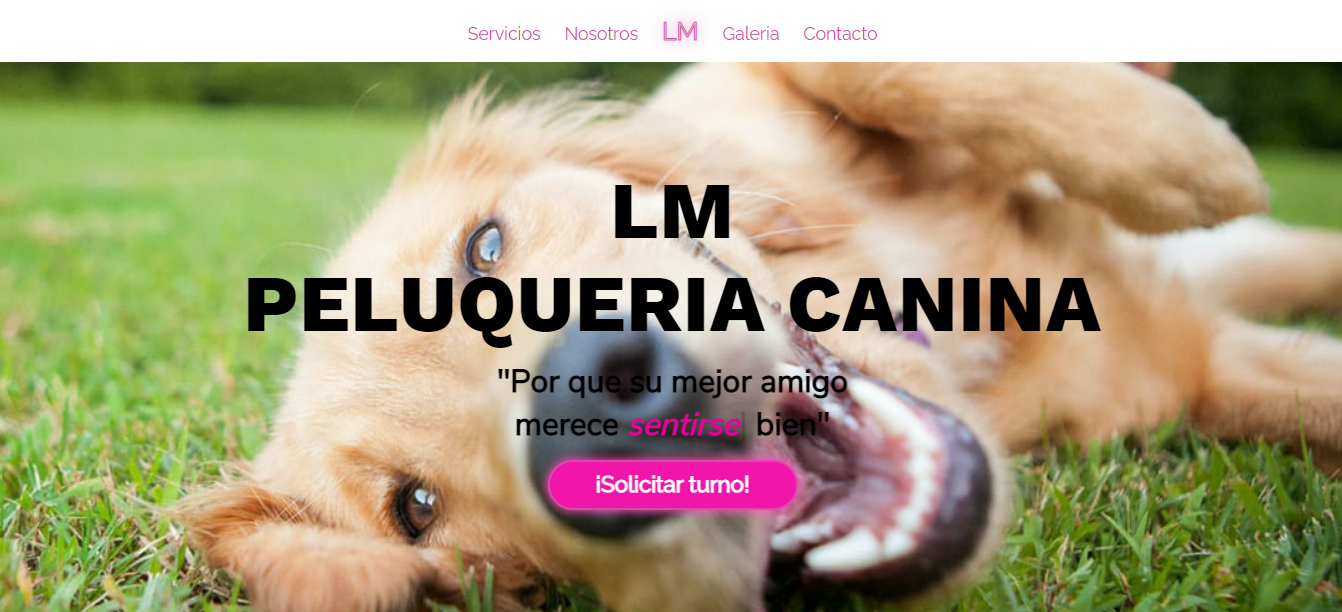 Servicios Nosotros LM Galeria Contacto
LM
PELUQUERIA CANINA
"Por que su mejor amigo
merece sentirse bien"
¡Solicitar turno!